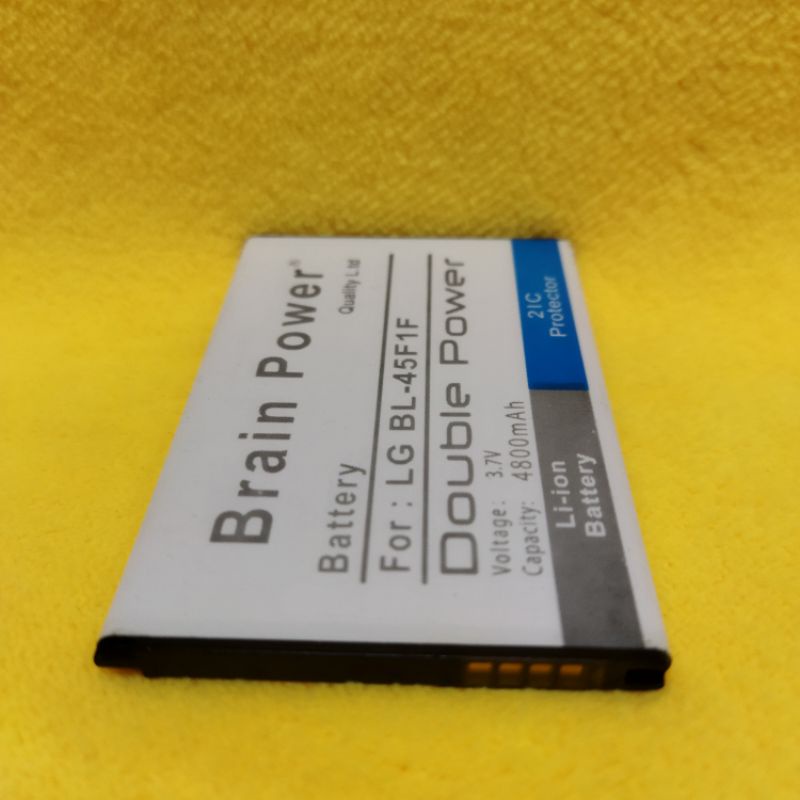 Brain Power®
Quality Ltd
Battery
For : LG BL-45F1F
Double Power
Voltage: 3.7V
Capacity: 4800mAh
Li-ion
Battery
2IC
Protector